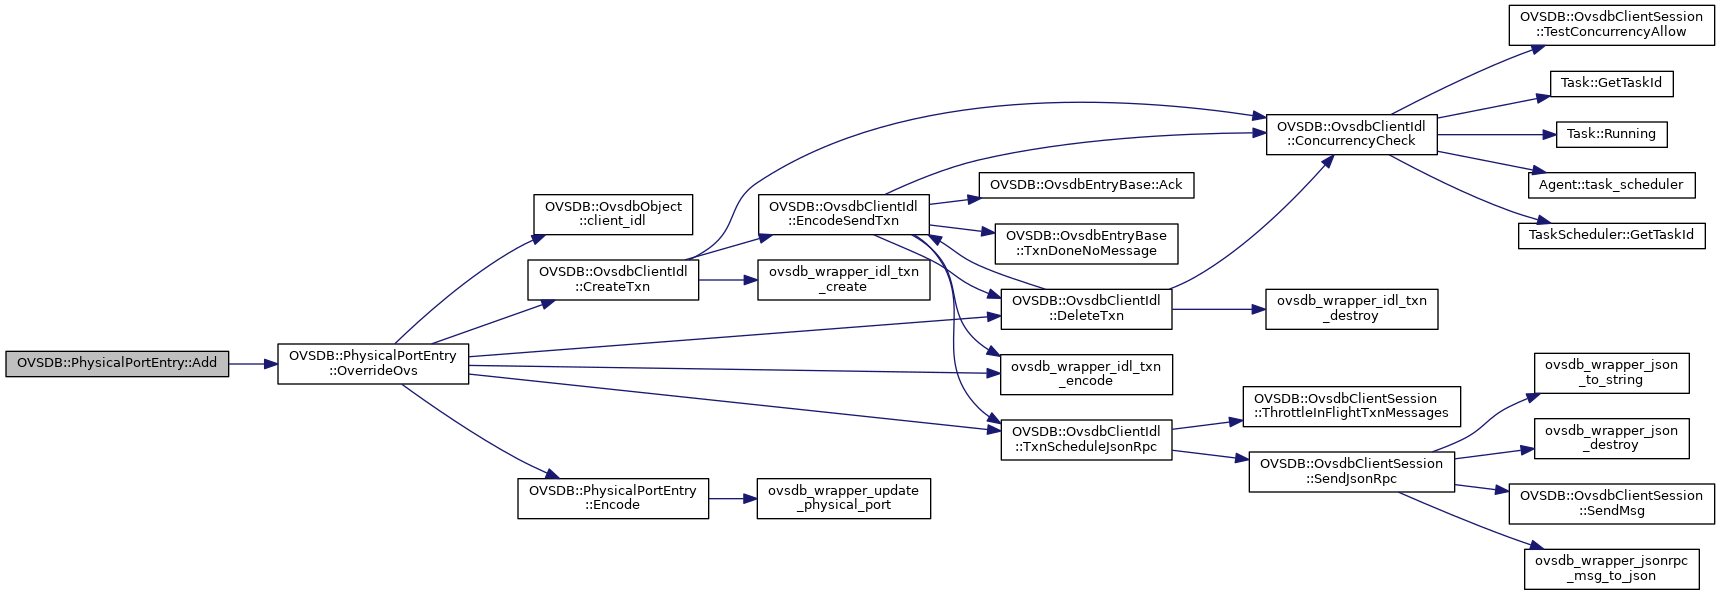 OVSDB::PhysicalPortEntry::Add
OVSDB::PhysicalPortEntry
::OverrideOvs
OVSDB::OvsdbObject
::client_idl
OVSDB::OvsdbClientIdl
::CreateTxn
OVSDB::PhysicalPortEntry
::Encode
OVSDB::OvsdbClientIdl
::EncodeSendTxn
ovsdb_wrapper_idl_txn
_create
ovsdb_wrapper_update
_physical_port
OVSDB::OvsdbEntryBase::Ack
OVSDB::OvsdbEntryBase
::TxnDoneNoMessage
OVSDB::OvsdbClientIdl
::DeleteTxn
ovsdb_wrapper_idl_txn
_encode
OVSDB::OvsdbClientIdl
::TxnScheduleJsonRpc
OVSDB::OvsdbClientIdl
::ConcurrencyCheck
ovsdb_wrapper_idl_txn
_destroy
OVSDB::OvsdbClientSession
::ThrottleInFlightTxnMessages
OVSDB::OvsdbClientSession
::SendJsonRpc
OVSDB::OvsdbClientSession
::TestConcurrencyAllow
Task::GetTaskId
Task::Running
Agent::task_scheduler
TaskScheduler::GetTaskId
ovsdb_wrapper_json
_to_string
ovsdb_wrapper_json
_destroy
OVSDB::OvsdbClientSession
::SendMsg
ovsdb_wrapper_jsonrpc
_msg_to_json